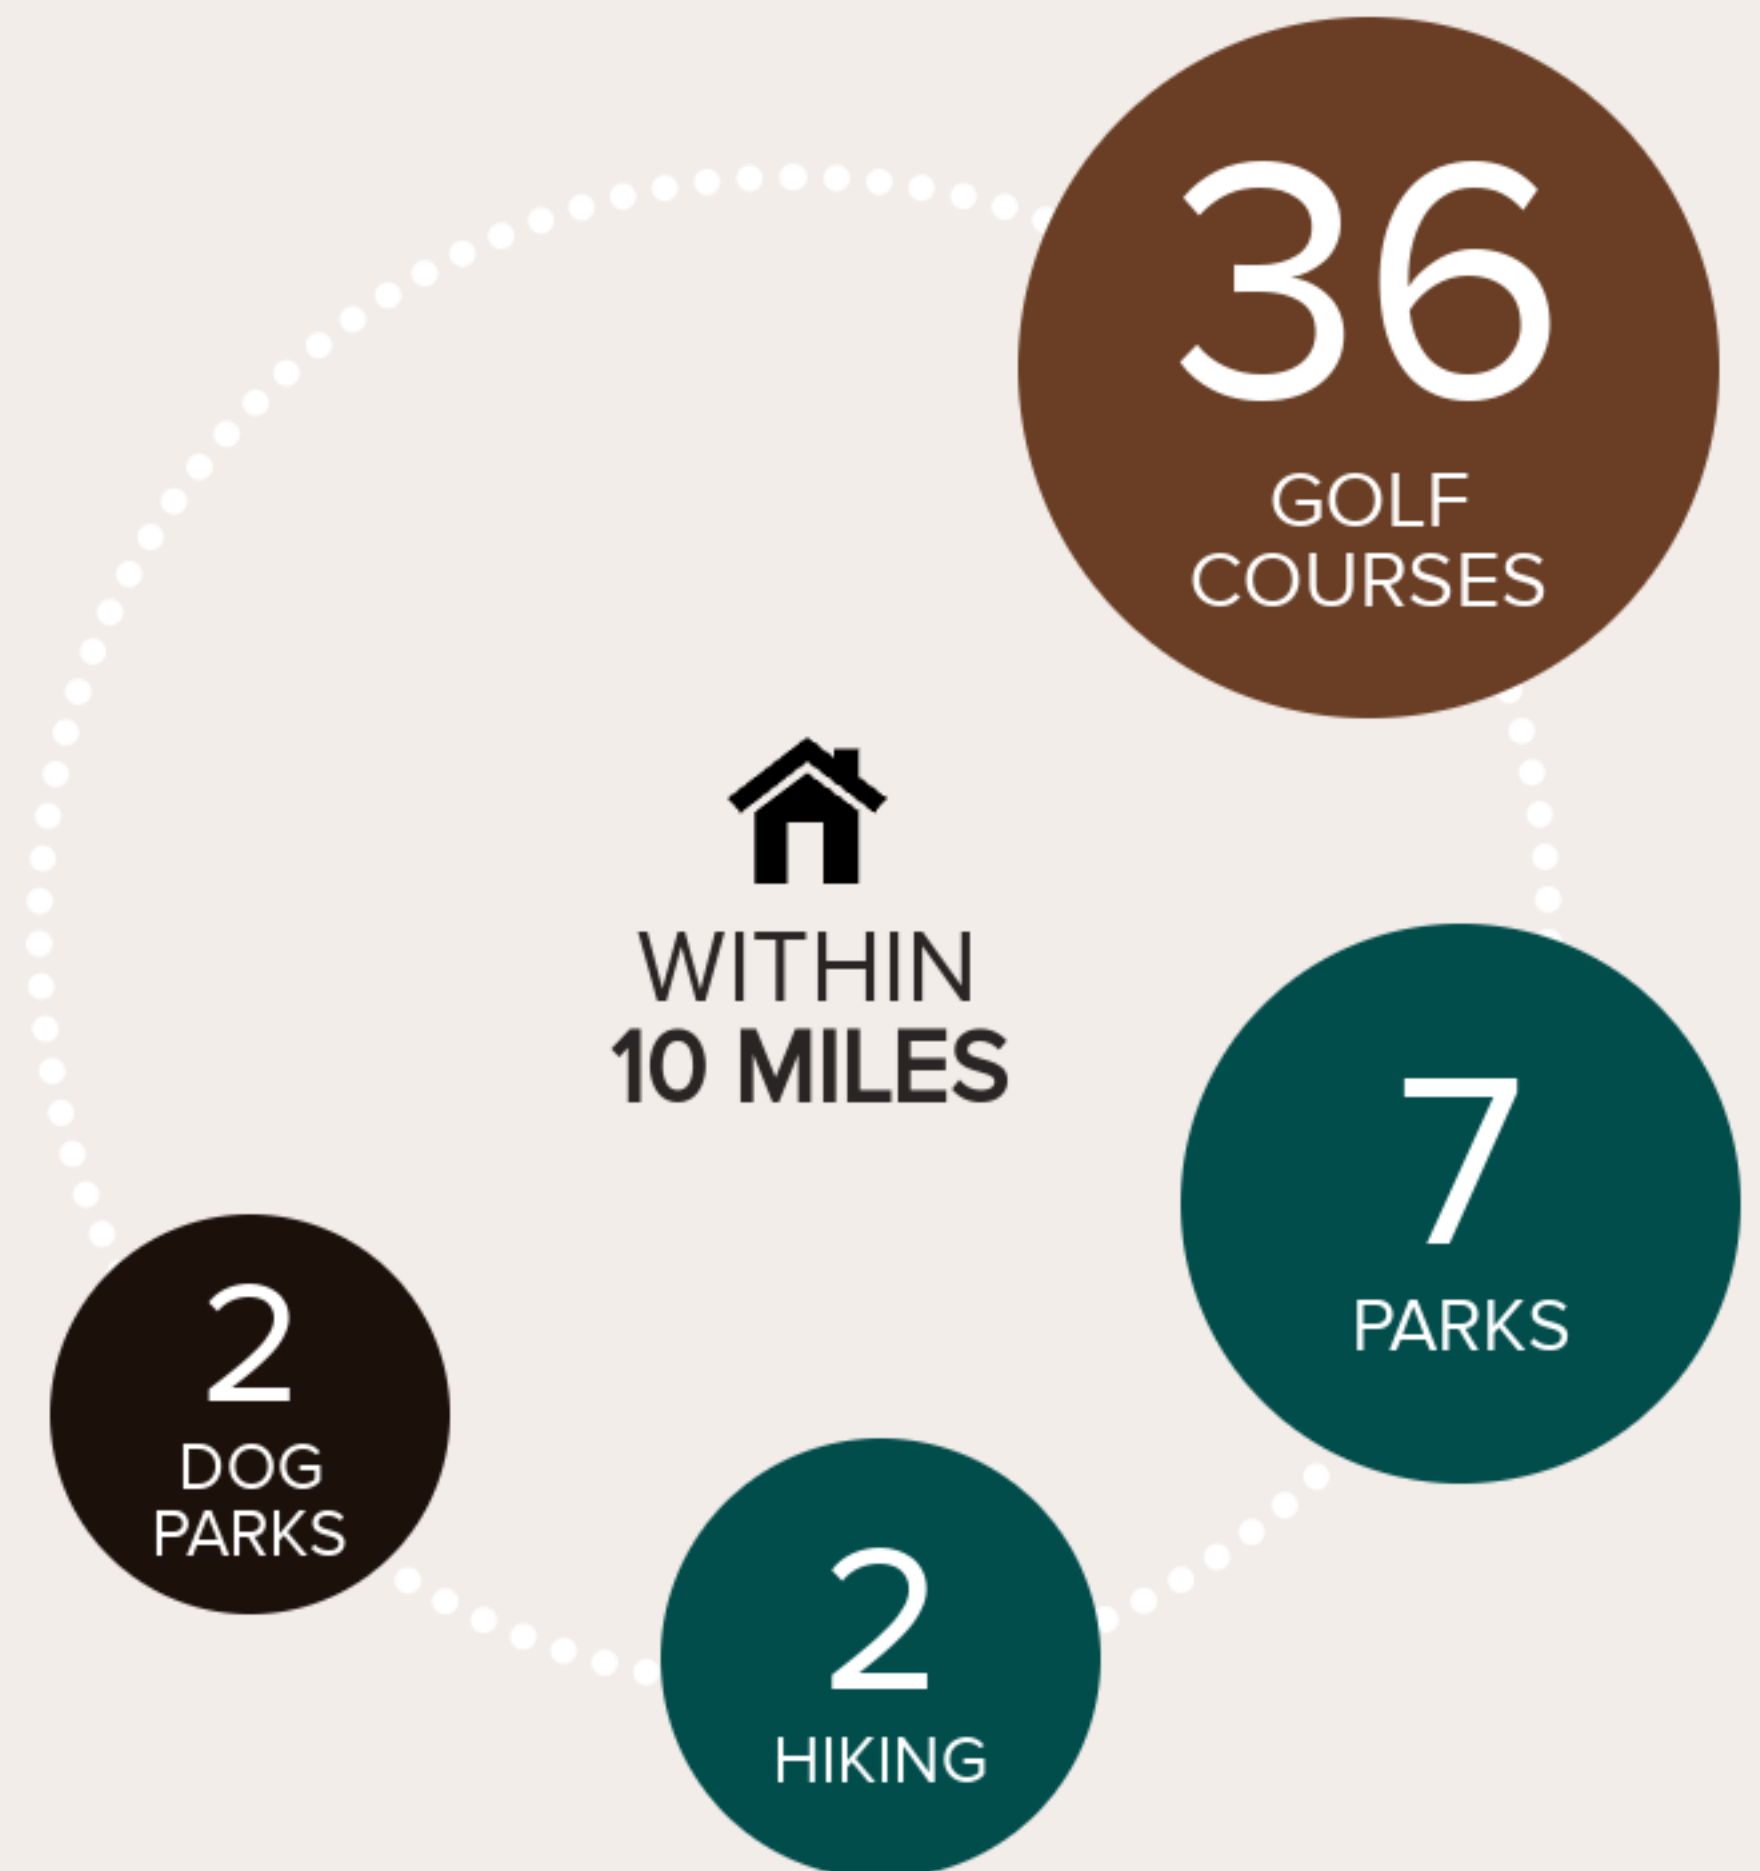 36
GOLF
COURSES
WITHIN
10 MILES
7
PARKS
2
DOG
PARKS
2
HIKING